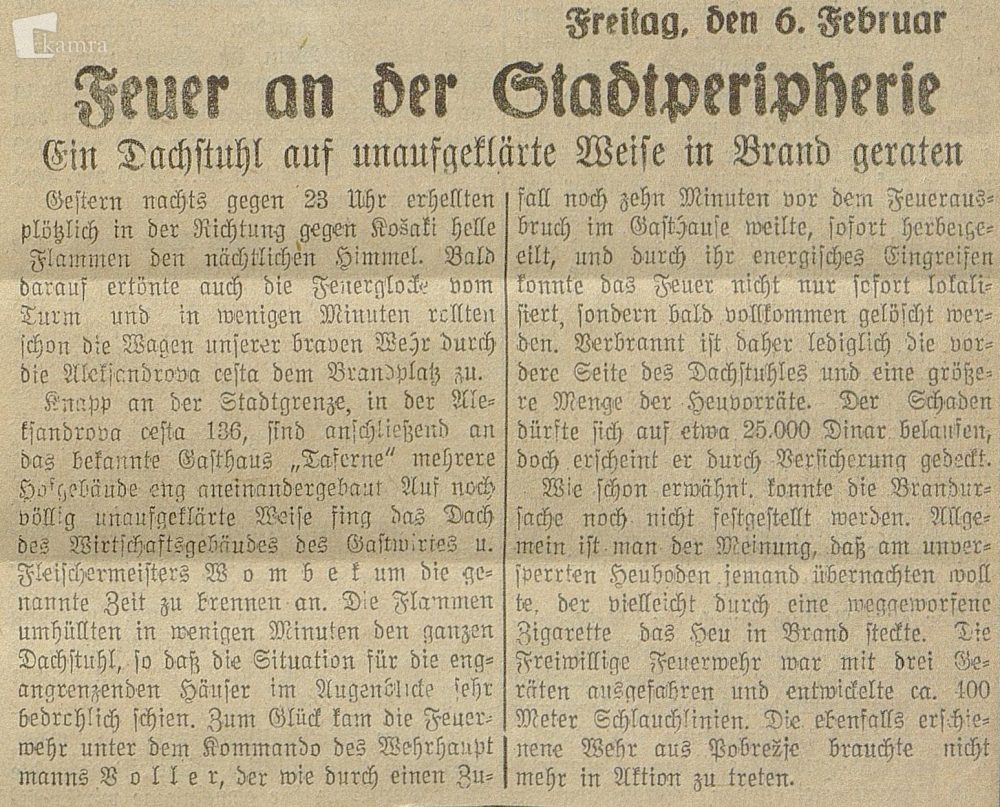 kamra
Freitag, den 6. Februar
Feuer an der Stadtperipherie
Ein Dachstuhl auf unaufgeklärte Weise in Brand geraten
Gestern nachts gegen 23 Uhr erhellten
plötzlich in der Richtung gegen Košaki helle
Flammen den nächtlichen Himmel. Bald
darauf ertönte auch die Feuerglocke vom
Turm und in wenigen Minuten rollten
schon die Wagen unserer braven Wehr durch
die Aleksandrova cesta dem Brandplatz zu.
Knapp an der Stadtgrenze, in der Ale-
ksandrova cesta 136, sind anschließend an
das bekannte Gasthaus „Taferne“ mehrere
Hofgebäude eng aneinandergebaut Auf noch
völlig unaufgeklärte Weise fing das Dach
des Wirtschaftsgebäudes des Gastwirtes u.
Fleischermeisters Wombek um die ge-
nannte Zeit zu brennen an. Die Flammen
umhüllten in wenigen Minuten den ganzen
Dachstuhl, so daß die Situation für die eng-
angrenzenden Häuser im Augenblicke sehr
bedrohlich schien. Zum Glück kam die Feuer-
wehr unter dem Kommando des Wehrhaupt
manns Voller, der wie durch einen Zu-
fall noch zehn Minuten vor dem Feueraus-
bruch im Gasthause weilte, sofort herbeige-
eilt, und durch ihr energisches Eingreifen
konnte das Feuer nicht nur sofort lokali-
siert, sondern bald vollkommen gelöscht wer-
den. Verbrannt ist daher lediglich die vor-
dere Seite des Dachstuhles und eine größe-
re Menge der Heuvorräte. Der Schaden
dürfte sich auf etwa 25.000 Dinar belaufen,
doch erscheint er durch Versicherung gedeckt.
Wie schon erwähnt, konnte die Brandur-
sache noch nicht festgestellt werden. Allge-
mein ist man der Meinung, daß am unver-
sperrten Heuboden jemand übernachten woll
te, der vielleicht durch eine weggeworfene
Zigarette das Heu in Brand steckte. Die
Freiwillige Feuerwehr war mit drei Ge-
räten ausgefahren und entwickelte ca. 400
Meter Schlauchlinien. Die ebenfalls erschie-
nene Wehr aus Pobrežje brauchte nicht
mehr in Aktion zu treten.